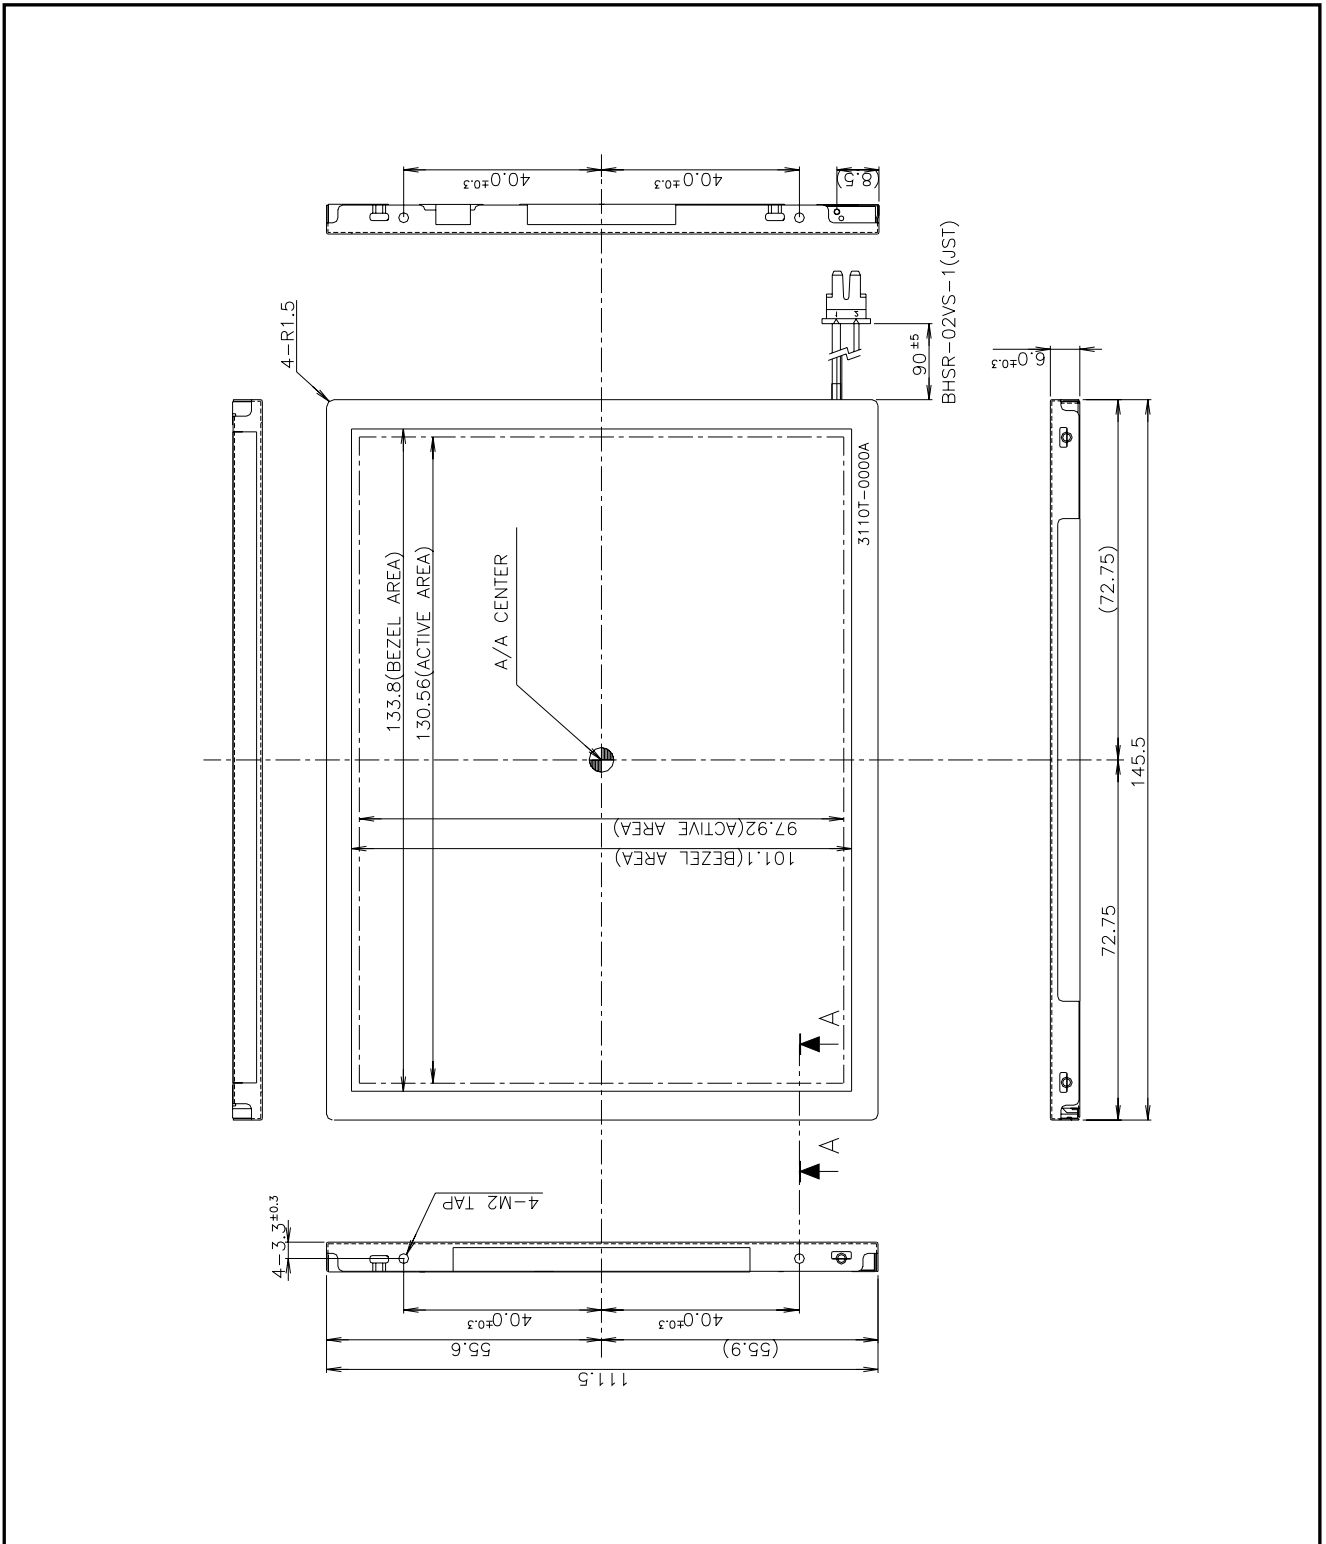 40.0±0.3
40.0±0.3
(8.5)
4-R1.5
1
2
90±5
BHSR-02VS-1(JST)
6.0±0.3
133.8(BEZEL AREA)
130.56(ACTIVE AREA)
A/A CENTER
3110T-0000A
97.92(ACTIVE AREA)
101.1(BEZEL AREA)
(72.75)
145.5
72.75
A
A
4-3.3±0.3
4-M2 TAP
40.0±0.3
40.0±0.3
55.6
(55.9)
111.5